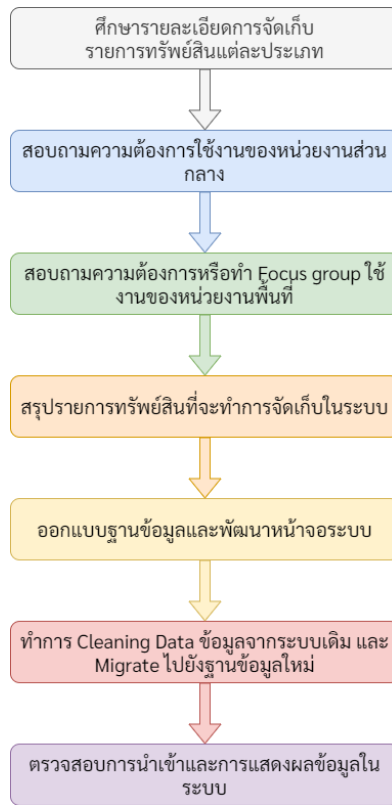 ศึกษารายละเอียดการจัดเก็บ
รายการทรัพย์สินแต่ละประเภท
สอบถามความต้องการใช้งานของหน่วยงานส่วน
กลาง
สอบถามความต้องการหรือทำ Focus group ใช้
งานของหน่วยงานพื้นที่
สรุปรายการทรัพย์สินที่จะทำการจัดเก็บในระบบ
ออกแบบฐานข้อมูลและพัฒนาหน้าจอระบบ
ทำการ Cleaning Data ข้อมูลจากระบบเดิม และ
Migrate ไปยังฐานข้อมูลใหม่
ตรวจสอบการนำเข้าและการแสดงผลข้อมูลใน
ระบบ